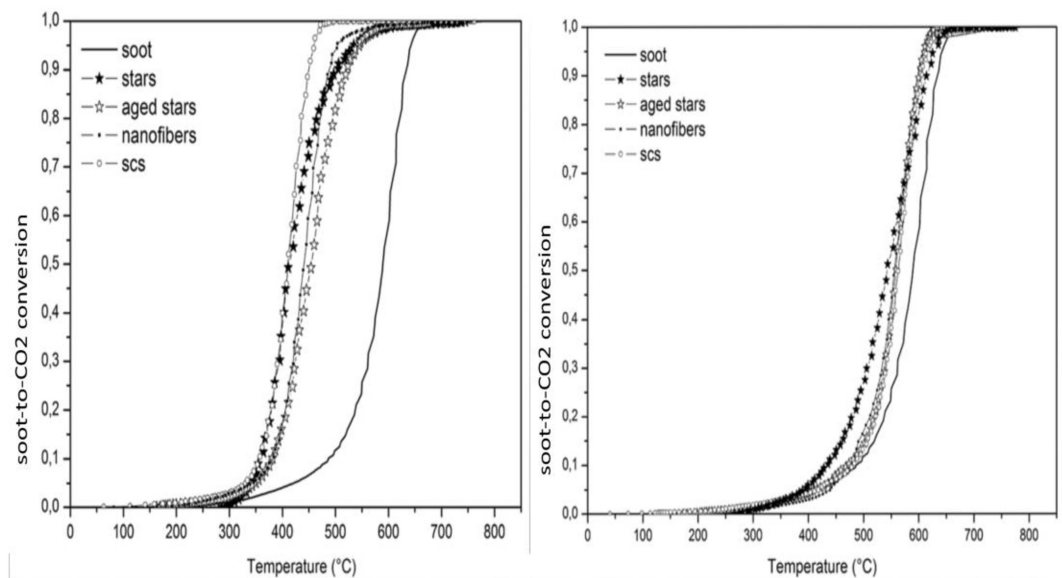 1,0
0,9
0,8
0,7
0,6
0,5
0,4
0,3
0,2
0,1
0,0
soot-to-CO2 conversion
soot
stars
aged stars
nanofibers
scs
0 100 200 300 400 500 600 700 800
Temperature (°C)
1,0
0,9
0,8
0,7
0,6
0,5
0,4
0,3
0,2
0,1
0,0
soot-to-CO2 conversion
soot
stars
aged stars
nanofibers
scs
0 100 200 300 400 500 600 700 800
Temperature (°C)